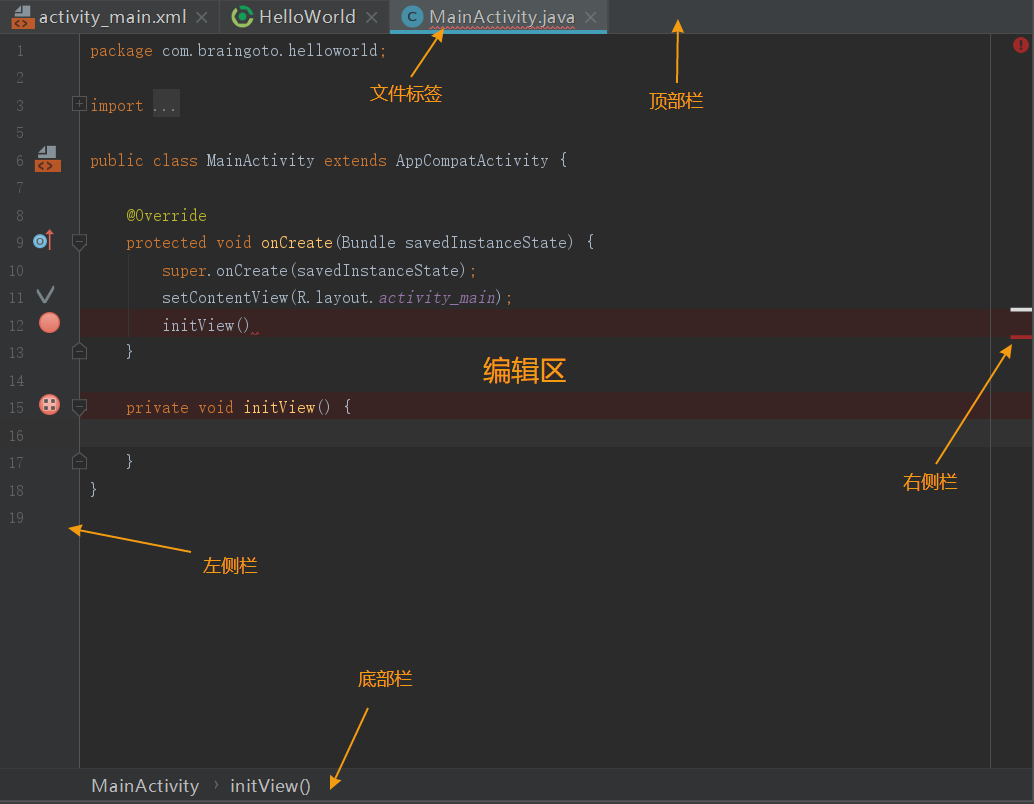 activity_main.xml HelloWorld C MainActivity.java
1 package com.braingoto.helloworld;
文件标签 顶部栏
2
3 import ...
5
6 public class MainActivity extends AppCompatActivity {
7
8 @Override
9 protected void onCreate(Bundle savedInstanceState) {
10 super.onCreate(savedInstanceState);
11 setContentView(R.layout.activity_main);
12 initView()
13 }
编辑区
14
15 private void initView() {
16
17 }
右侧栏
18 }
19
左侧栏
底部栏
MainActivity › initView()